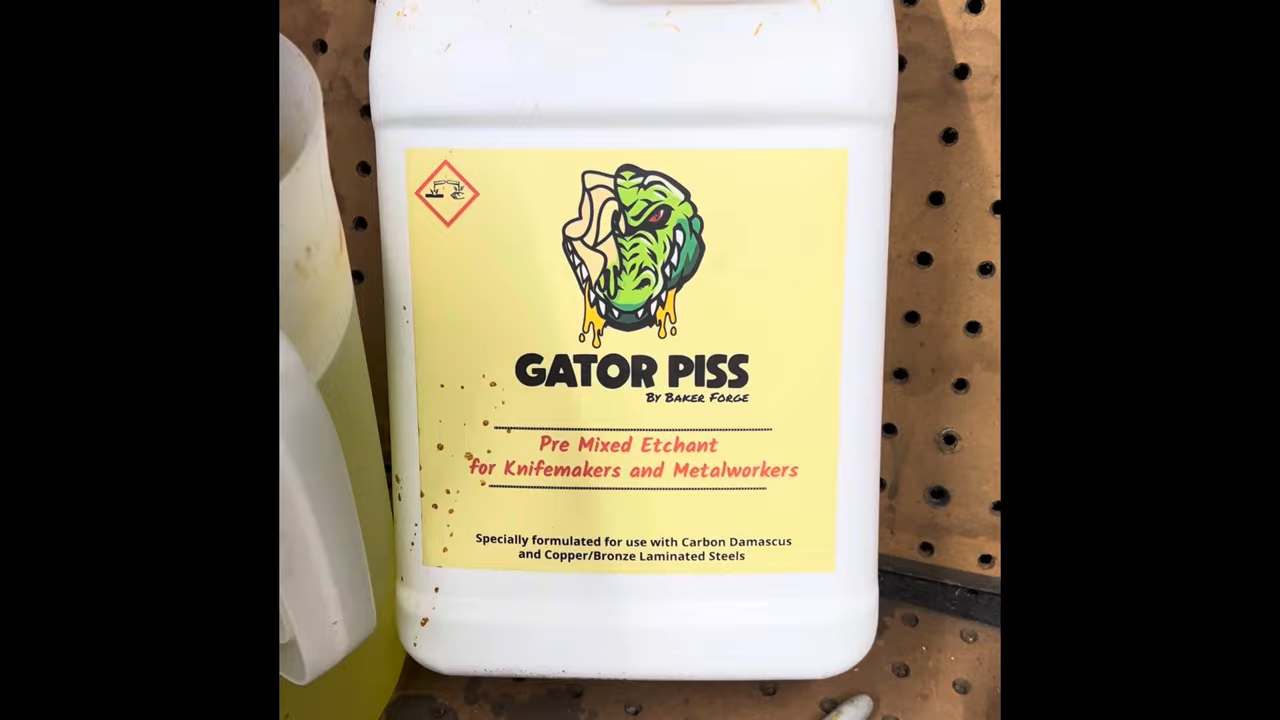 GATOR PISS
By Baker Forge
Pre Mixed Etchant
for Knifemakers and Metalworkers
Specially formulated for use with Carbon Damascus
and Copper/Bronze Laminated Steels